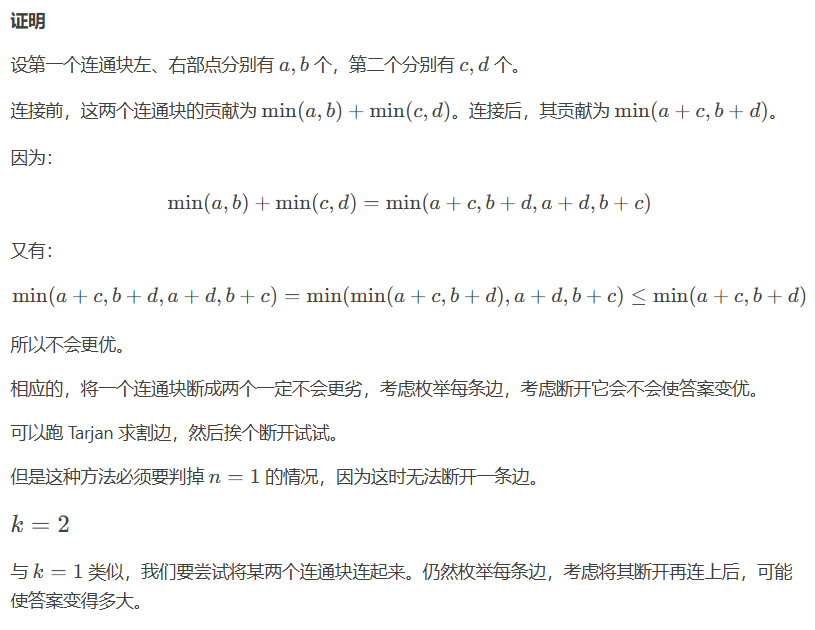 证明
设第一个连通块左、右部点分别有 a, b 个，第二个分别有 c, d 个。
连接前，这两个连通块的贡献为 min(a, b) + min(c, d)。连接后，其贡献为 min(a + c, b + d)。
因为：
min(a, b) + min(c, d) = min(a + c, b + d, a + d, b + c)
又有：
min(a + c, b + d, a + d, b + c) = min(min(a + c, b + d), a + d, b + c) ≤ min(a + c, b + d)
所以不会更优。
相应的，将一个连通块断成两个一定不会更劣，考虑枚举每条边，考虑断开它会不会使答案变优。
可以跑 Tarjan 求割边，然后挨个断开试试。
但是这种方法必须要判掉 n = 1 的情况，因为这时无法断开一条边。
k = 2
与 k = 1 类似，我们要尝试将某两个连通块连起来。仍然枚举每条边，考虑将其断开再连上后，可能
使答案变得多大。